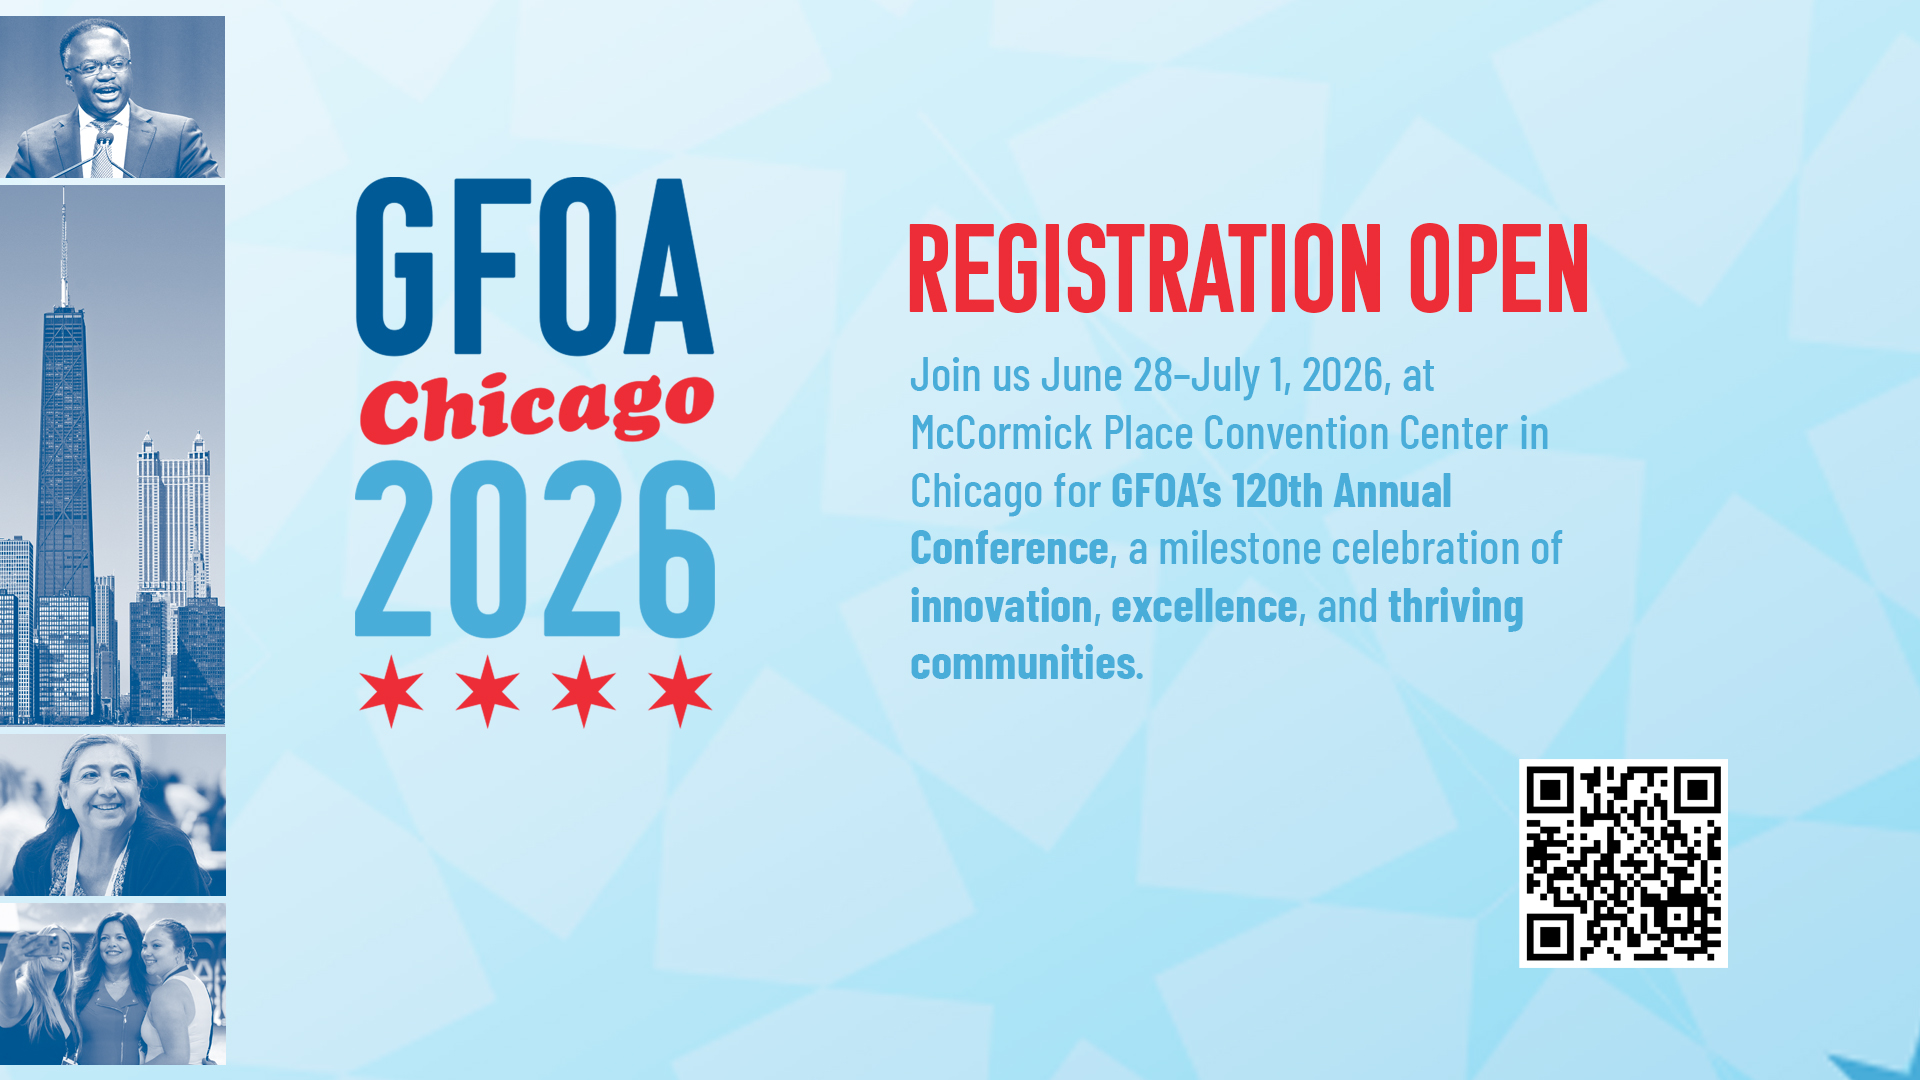 GFOA
Chicago
2026
REGISTRATION OPEN
Join us June 28–July 1, 2026, at
McCormick Place Convention Center in
Chicago for GFOA’s 120th Annual
Conference, a milestone celebration of
innovation, excellence, and thriving
communities.